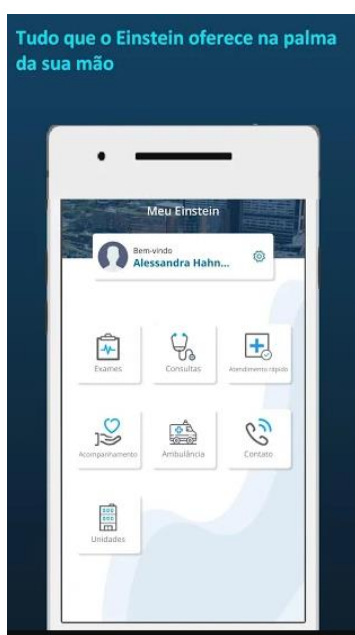 Tudo que o Einstein oferece na palma
da sua mão
Meu Einstein
Bem-vindo
Alessandra Hahn...
Exames
Consultas
Atendimento rápido
Acompanhamento
Ambulância
Contato
Unidades